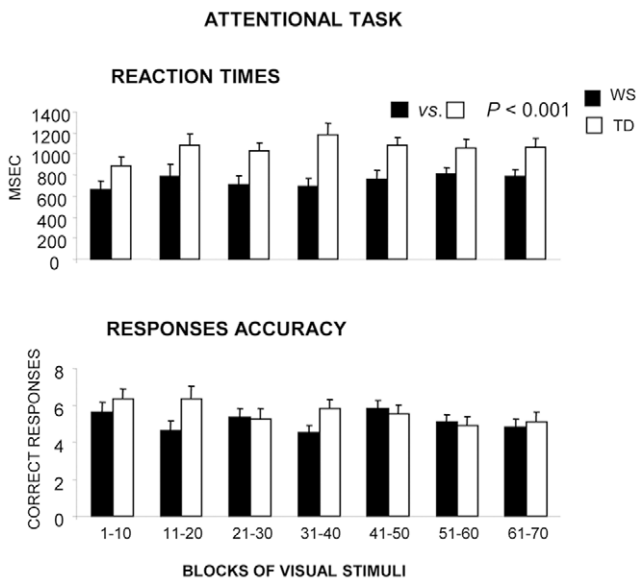 ATTENTIONAL TASK
REACTION TIMES
vs. P < 0.001
WS
TD
MSEC
1400
1200
1000
800
600
400
200
0
RESPONSES ACCURACY
CORRECT RESPONSES
8
6
4
2
0
1-10 11-20 21-30 31-40 41-50 51-60 61-70
BLOCKS OF VISUAL STIMULI